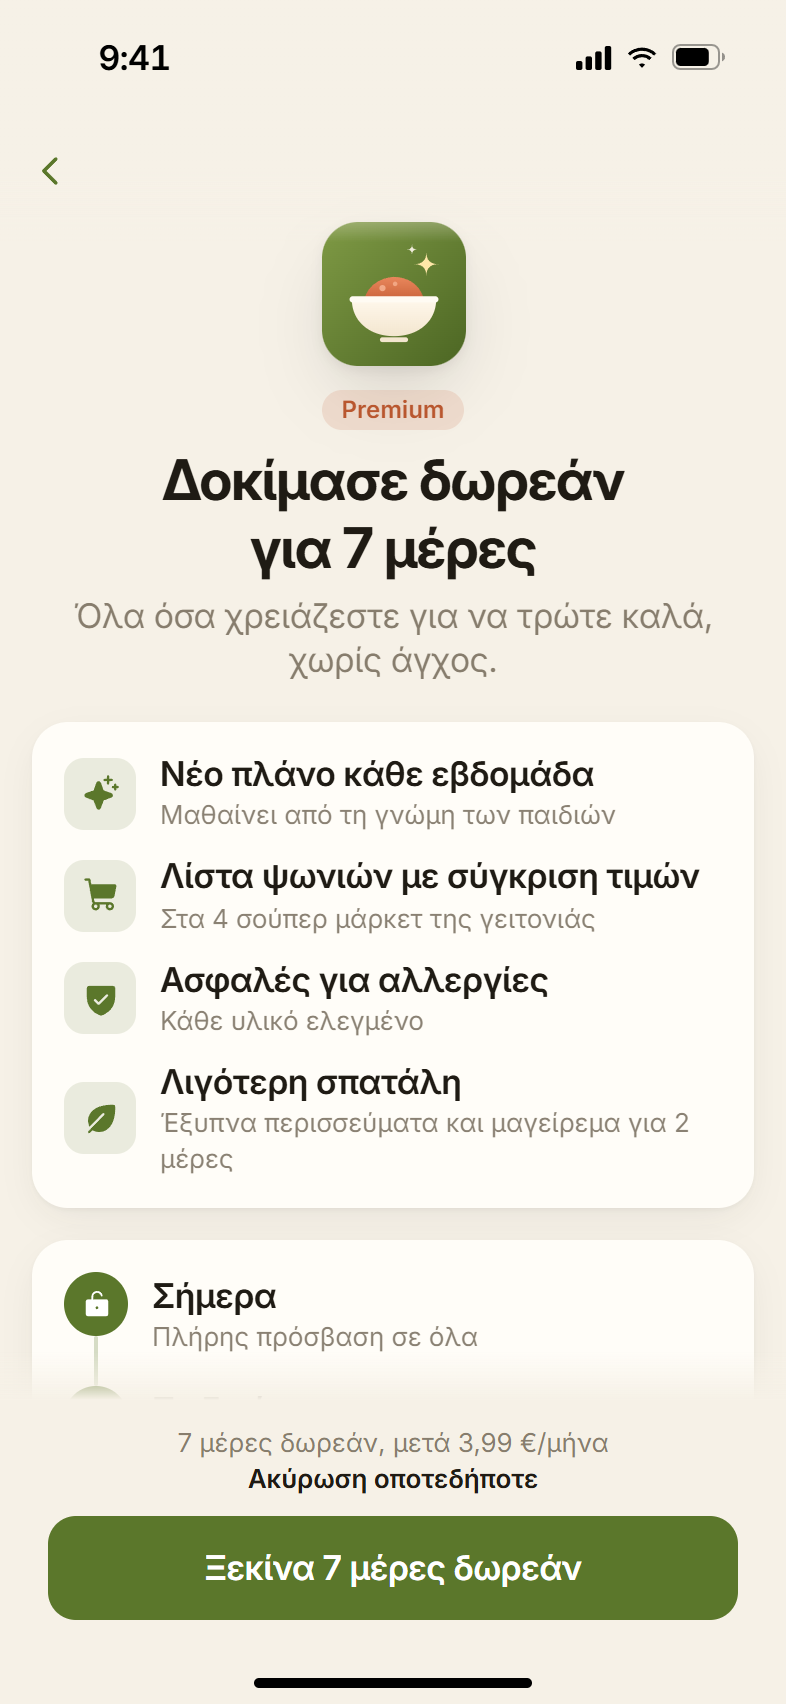 9:41
Premium
Δοκίμασε δωρεάν
για 7 μέρες
Όλα όσα χρειάζεστε για να τρώτε καλά,
χωρίς άγχος.
Νέο πλάνο κάθε εβδομάδα
Μαθαίνει από τη γνώμη των παιδιών
Λίστα ψωνιών με σύγκριση τιμών
Στα 4 σούπερ μάρκετ της γειτονιάς
Ασφαλές για αλλεργίες
Κάθε υλικό ελεγμένο
Λιγότερη σπατάλη
Έξυπνα περισσεύματα και μαγείρεμα για 2
μέρες
Σήμερα
Πλήρης πρόσβαση σε όλα
7 μέρες δωρεάν, μετά 3,99 €/μήνα
Ακύρωση οποτεδήποτε
Ξεκίνα 7 μέρες δωρεάν